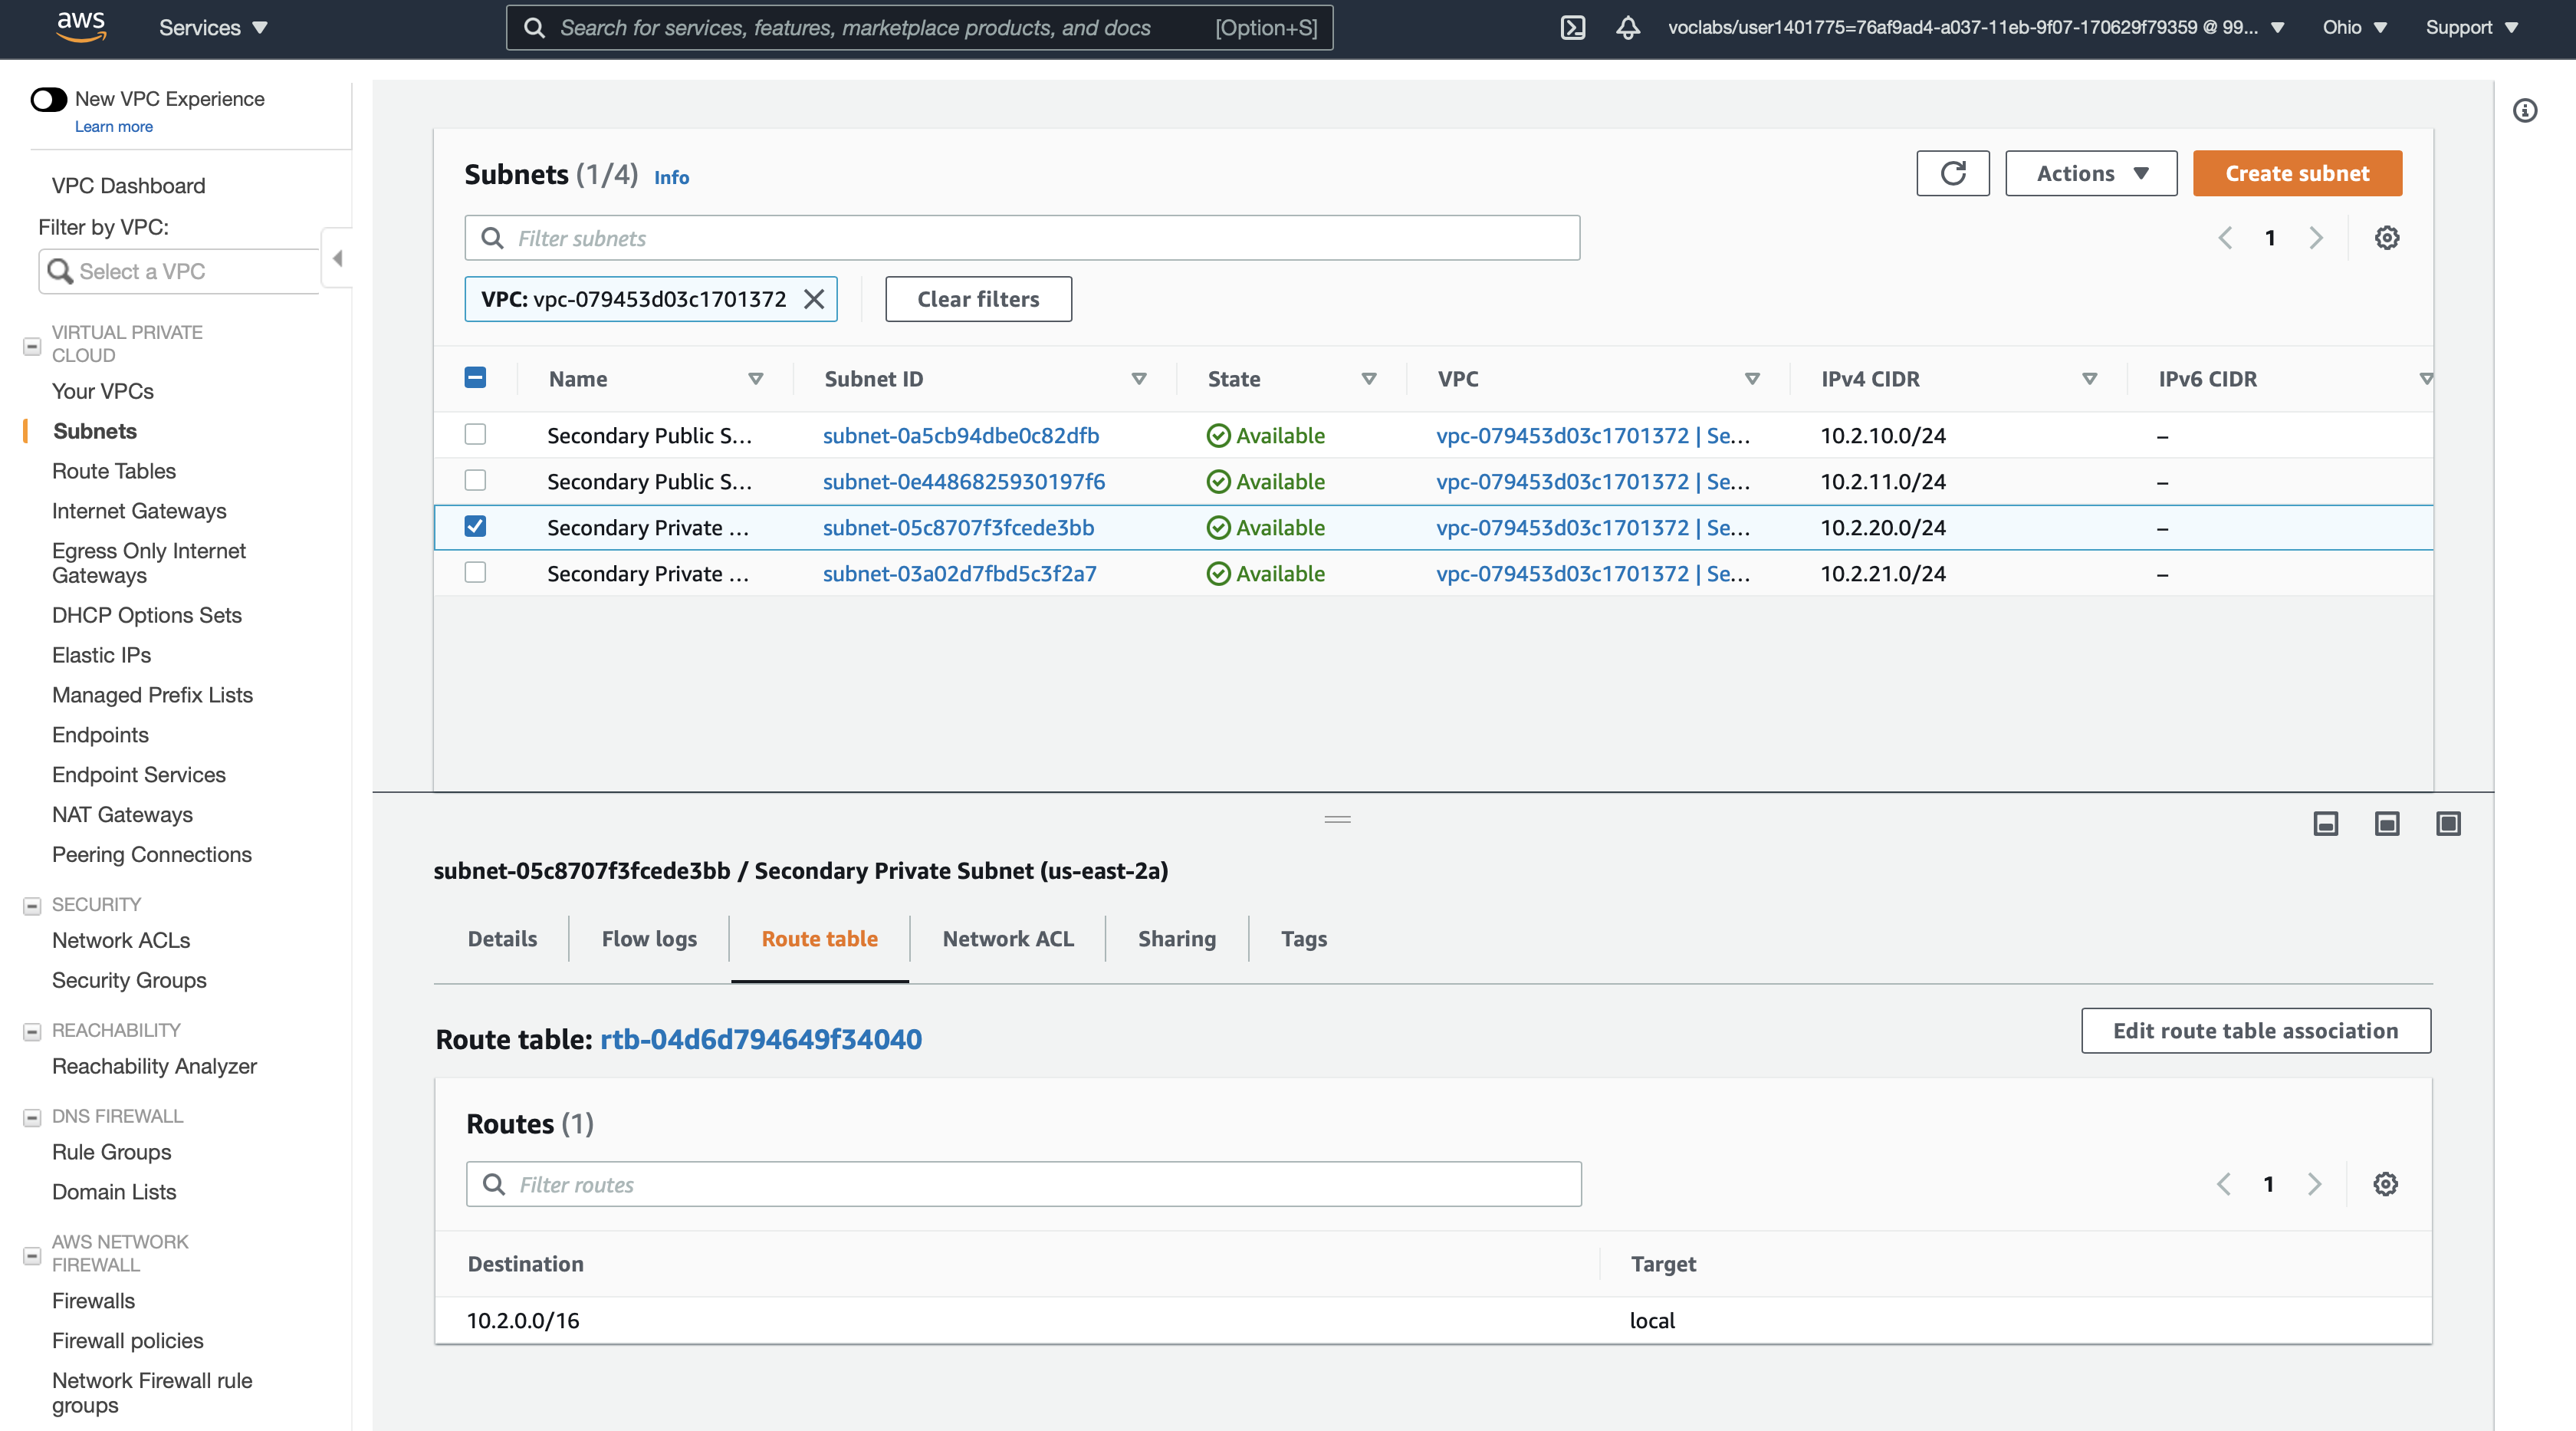 aws
Services
Search for services, features, marketplace products, and docs
[Option+S]
voclabs/user1401775=76af9ad4-a037-11eb-9f07-170629f79359 @ 99...
Ohio
Support
New VPC Experience
Learn more
VPC Dashboard
Filter by VPC:
Select a VPC
VIRTUAL PRIVATE
CLOUD
Your VPCs
Subnets
Route Tables
Internet Gateways
Egress Only Internet
Gateways
DHCP Options Sets
Elastic IPs
Managed Prefix Lists
Endpoints
Endpoint Services
NAT Gateways
Peering Connections
SECURITY
Network ACLs
Security Groups
REACHABILITY
Reachability Analyzer
DNS FIREWALL
Rule Groups
Domain Lists
AWS NETWORK
FIREWALL
Firewalls
Firewall policies
Network Firewall rule
groups
Subnets (1/4) Info
Actions
Create subnet
Filter subnets
1
VPC: vpc-079453d03c1701372
Clear filters
Name Subnet ID State VPC IPv4 CIDR IPv6 CIDR
Secondary Public S... subnet-0a5cb94dbe0c82dfb Available vpc-079453d03c1701372 | Se... 10.2.10.0/24 –
Secondary Public S... subnet-0e4486825930197f6 Available vpc-079453d03c1701372 | Se... 10.2.11.0/24 –
Secondary Private ... subnet-05c8707f3fcede3bb Available vpc-079453d03c1701372 | Se... 10.2.20.0/24 –
Secondary Private ... subnet-03a02d7fbd5c3f2a7 Available vpc-079453d03c1701372 | Se... 10.2.21.0/24 –
subnet-05c8707f3fcede3bb / Secondary Private Subnet (us-east-2a)
Details Flow logs Route table Network ACL Sharing Tags
Route table: rtb-04d6d794649f34040
Edit route table association
Routes (1)
Filter routes
1
Destination Target
10.2.0.0/16 local